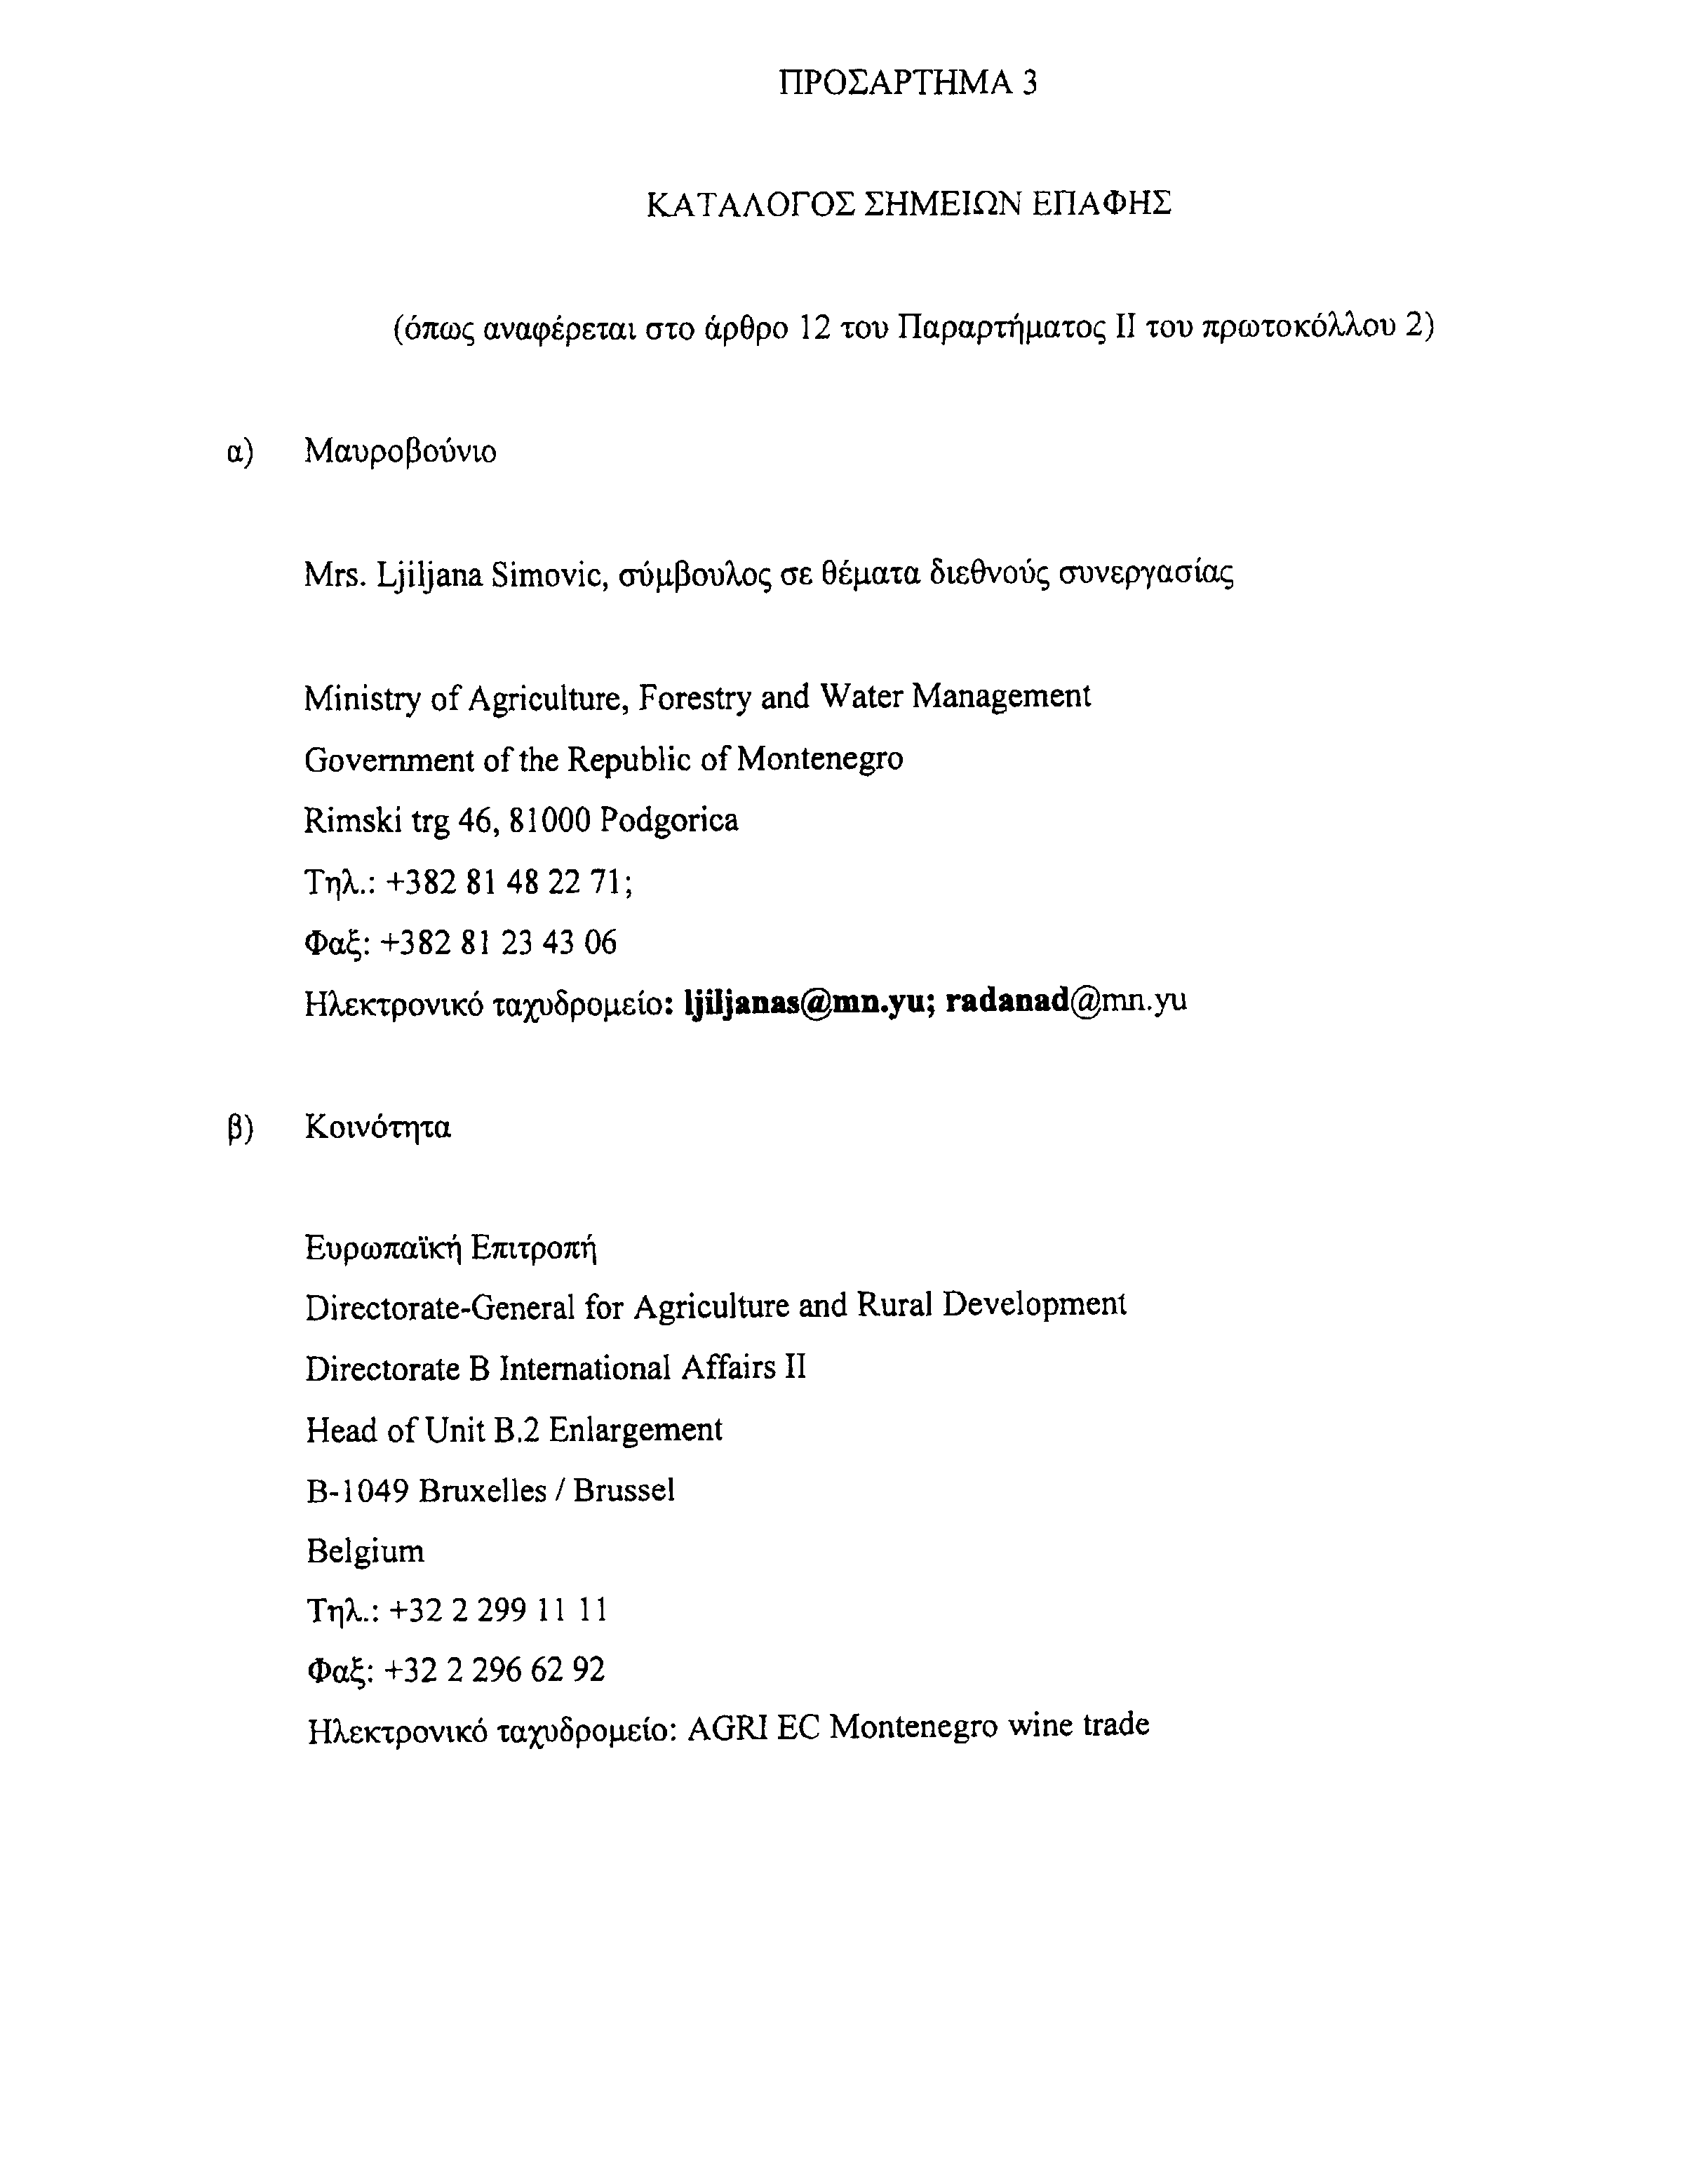 ΠΡΟΣΑΡΤΗΜΑ 3
ΚΑΤΑΛΟΓΟΣ ΣΗΜΕΙΩΝ ΕΠΑΦΗΣ
(όπως αναφέρεται στο άρθρο 12 του Παραρτήματος ΙΙ του πρωτοκόλλου 2)
α) Μαυροβούνιο
Mrs. Ljiljana Simovic, σύμβουλος σε θέματα διεθνούς συνεργασίας
Ministry of Agriculture, Forestry and Water Management
Government of the Republic of Montenegro
Rimski trg 46, 81000 Podgorica
Τηλ.: +382 81 48 22 71;
Φαξ: +382 81 23 43 06
Ηλεκτρονικό ταχυδρομείο: ljiljanas@mn.yu; radanad@mn.yu
β) Κοινότητα
Ευρωπαϊκή Επιτροπή
Directorate-General for Agriculture and Rural Development
Directorate B International Affairs II
Head of Unit B.2 Enlargement
B-1049 Bruxelles / Brussel
Belgium
Τηλ.: +32 2 299 11 11
Φαξ: +32 2 296 62 92
Ηλεκτρονικό ταχυδρομείο: AGRI EC Montenegro wine trade